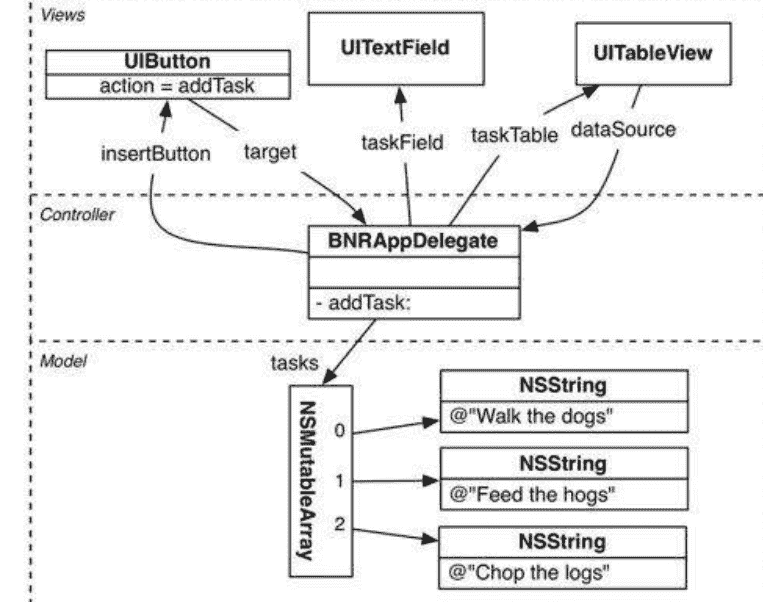 Views
UIButton
action = addTask
UITextField
UITableView
insertButton
target
taskField
taskTable
dataSource
Controller
BNRAppDelegate
- addTask:
Model
tasks
NSMutableArray
0
1
2
NSString
@"Walk the dogs"
NSString
@"Feed the hogs"
NSString
@"Chop the logs"